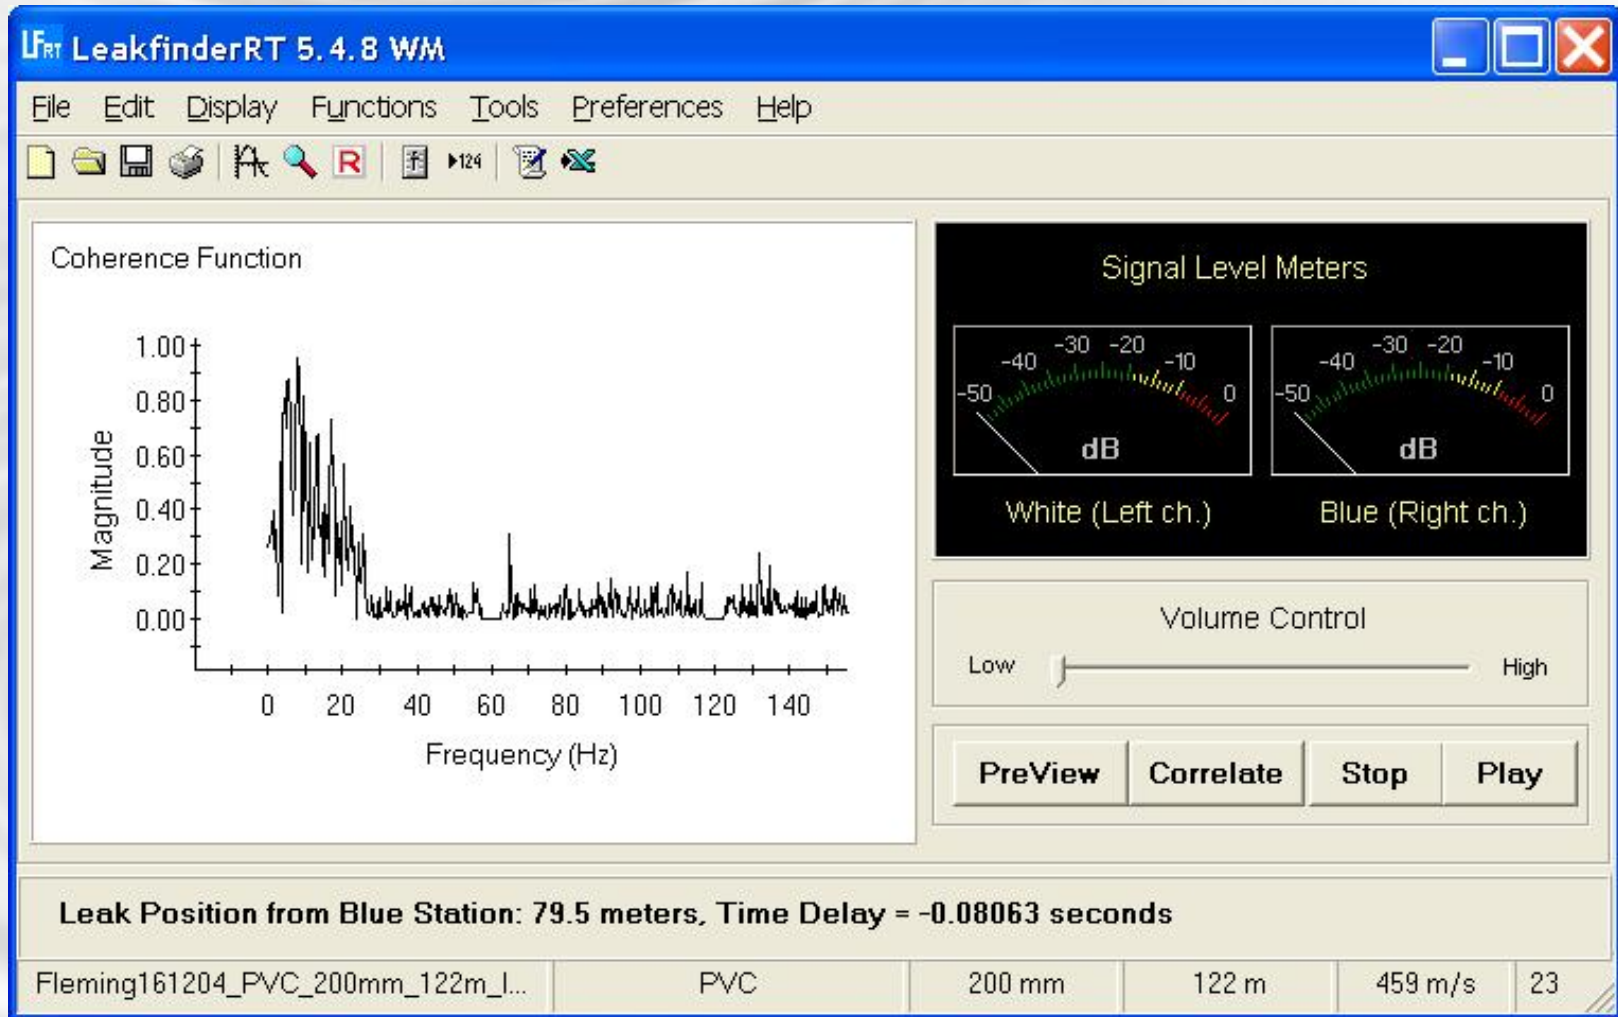 LFRT LeakfinderRT 5.4.8 WM
File Edit Display Functions Tools Preferences Help
R f 124
Coherence Function
Magnitude
1.00
0.80
0.60
0.40
0.20
0.00
0 20 40 60 80 100 120 140
Frequency (Hz)
Signal Level Meters
-50 -40 -30 -20 -10 0
dB
White (Left ch.)
-50 -40 -30 -20 -10 0
dB
Blue (Right ch.)
Volume Control
Low High
PreView Correlate Stop Play
Leak Position from Blue Station: 79.5 meters, Time Delay = -0.08063 seconds
Fleming161204_PVC_200mm_122m_l... PVC 200 mm 122 m 459 m/s 23